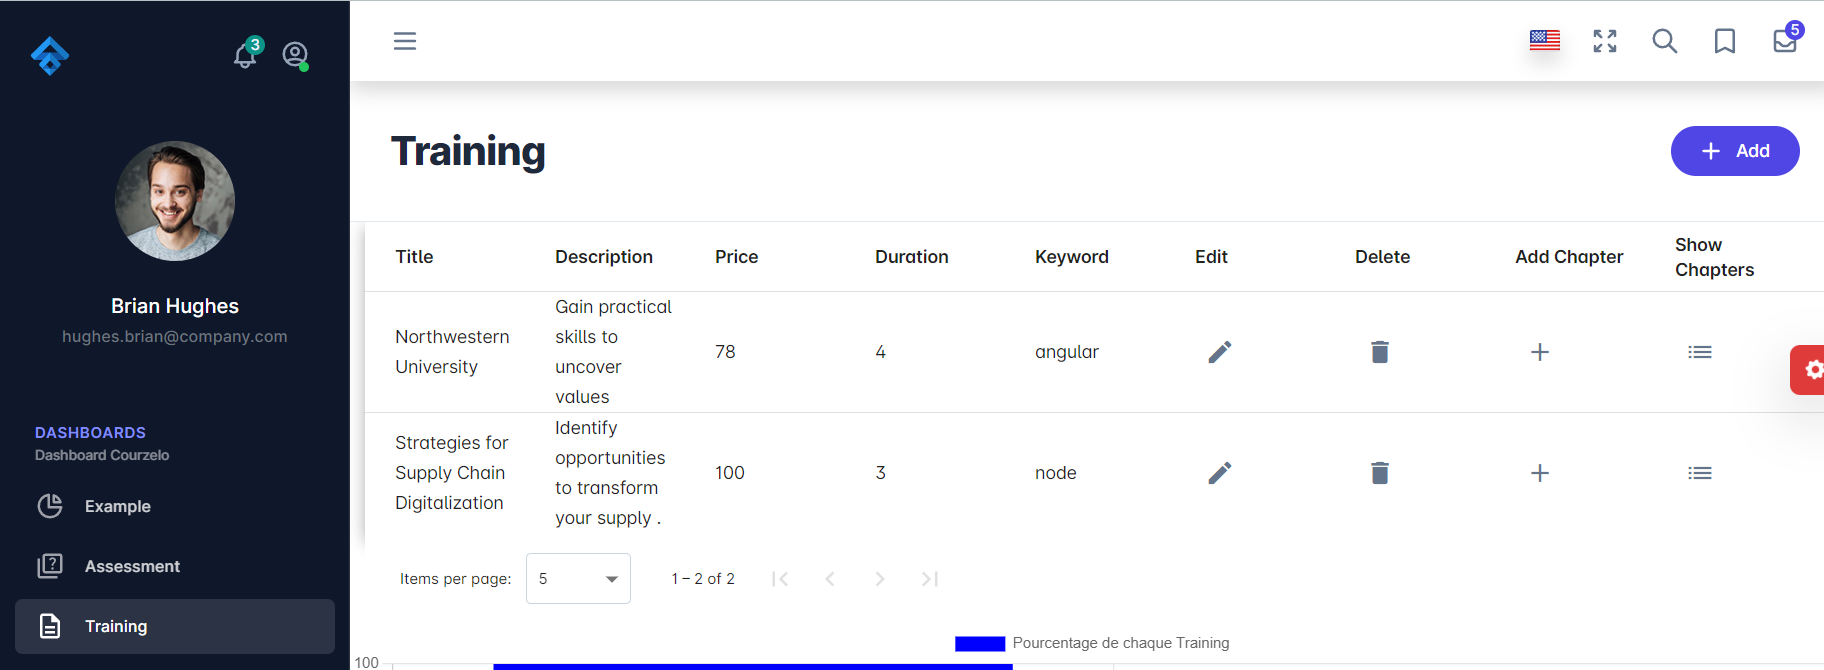 3
5
Brian Hughes
hughes.brian@company.com
DASHBOARDS
Dashboard Courzelo
Example
Assessment
Training
Training
Add
Title Description Price Duration Keyword Edit Delete Add Chapter Show
Chapters
Northwestern
University
Gain practical
skills to
uncover
values
78
4
angular
Strategies for
Supply Chain
Digitalization
Identify
opportunities
to transform
your supply .
100
3
node
Items per page: 5 1 – 2 of 2
Pourcentage de chaque Training
100